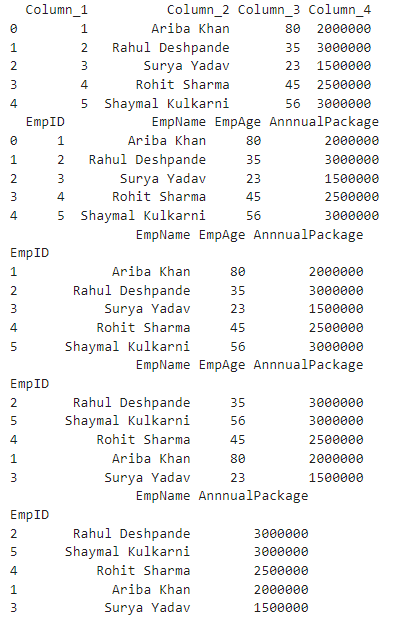 Column_1 Column_2 Column_3 Column_4
0 1 Ariba Khan 80 2000000
1 2 Rahul Deshpande 35 3000000
2 3 Surya Yadav 23 1500000
3 4 Rohit Sharma 45 2500000
4 5 Shaymal Kulkarni 56 3000000
EmpID EmpName EmpAge AnnnualPackage
0 1 Ariba Khan 80 2000000
1 2 Rahul Deshpande 35 3000000
2 3 Surya Yadav 23 1500000
3 4 Rohit Sharma 45 2500000
4 5 Shaymal Kulkarni 56 3000000
EmpName EmpAge AnnnualPackage
EmpID
1 Ariba Khan 80 2000000
2 Rahul Deshpande 35 3000000
3 Surya Yadav 23 1500000
4 Rohit Sharma 45 2500000
5 Shaymal Kulkarni 56 3000000
EmpName EmpAge AnnnualPackage
EmpID
2 Rahul Deshpande 35 3000000
5 Shaymal Kulkarni 56 3000000
4 Rohit Sharma 45 2500000
1 Ariba Khan 80 2000000
3 Surya Yadav 23 1500000
EmpName AnnnualPackage
EmpID
2 Rahul Deshpande 3000000
5 Shaymal Kulkarni 3000000
4 Rohit Sharma 2500000
1 Ariba Khan 2000000
3 Surya Yadav 1500000